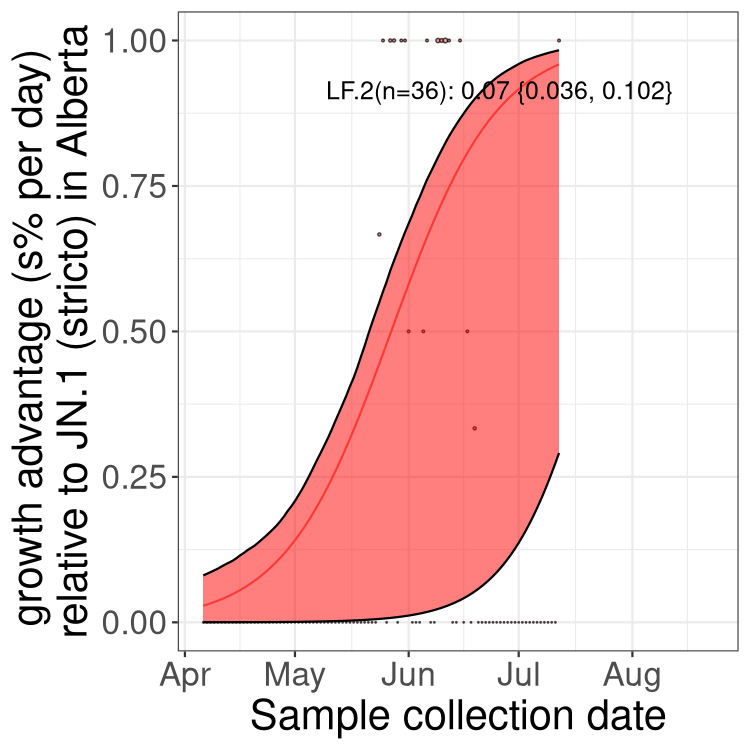 growth advantage (s% per day)
relative to JN.1 (stricto) in Alberta
1.00
0.75
0.50
0.25
0.00
LF.2(n=36): 0.07 {0.036, 0.102}
Apr May Jun Jul Aug
Sample collection date